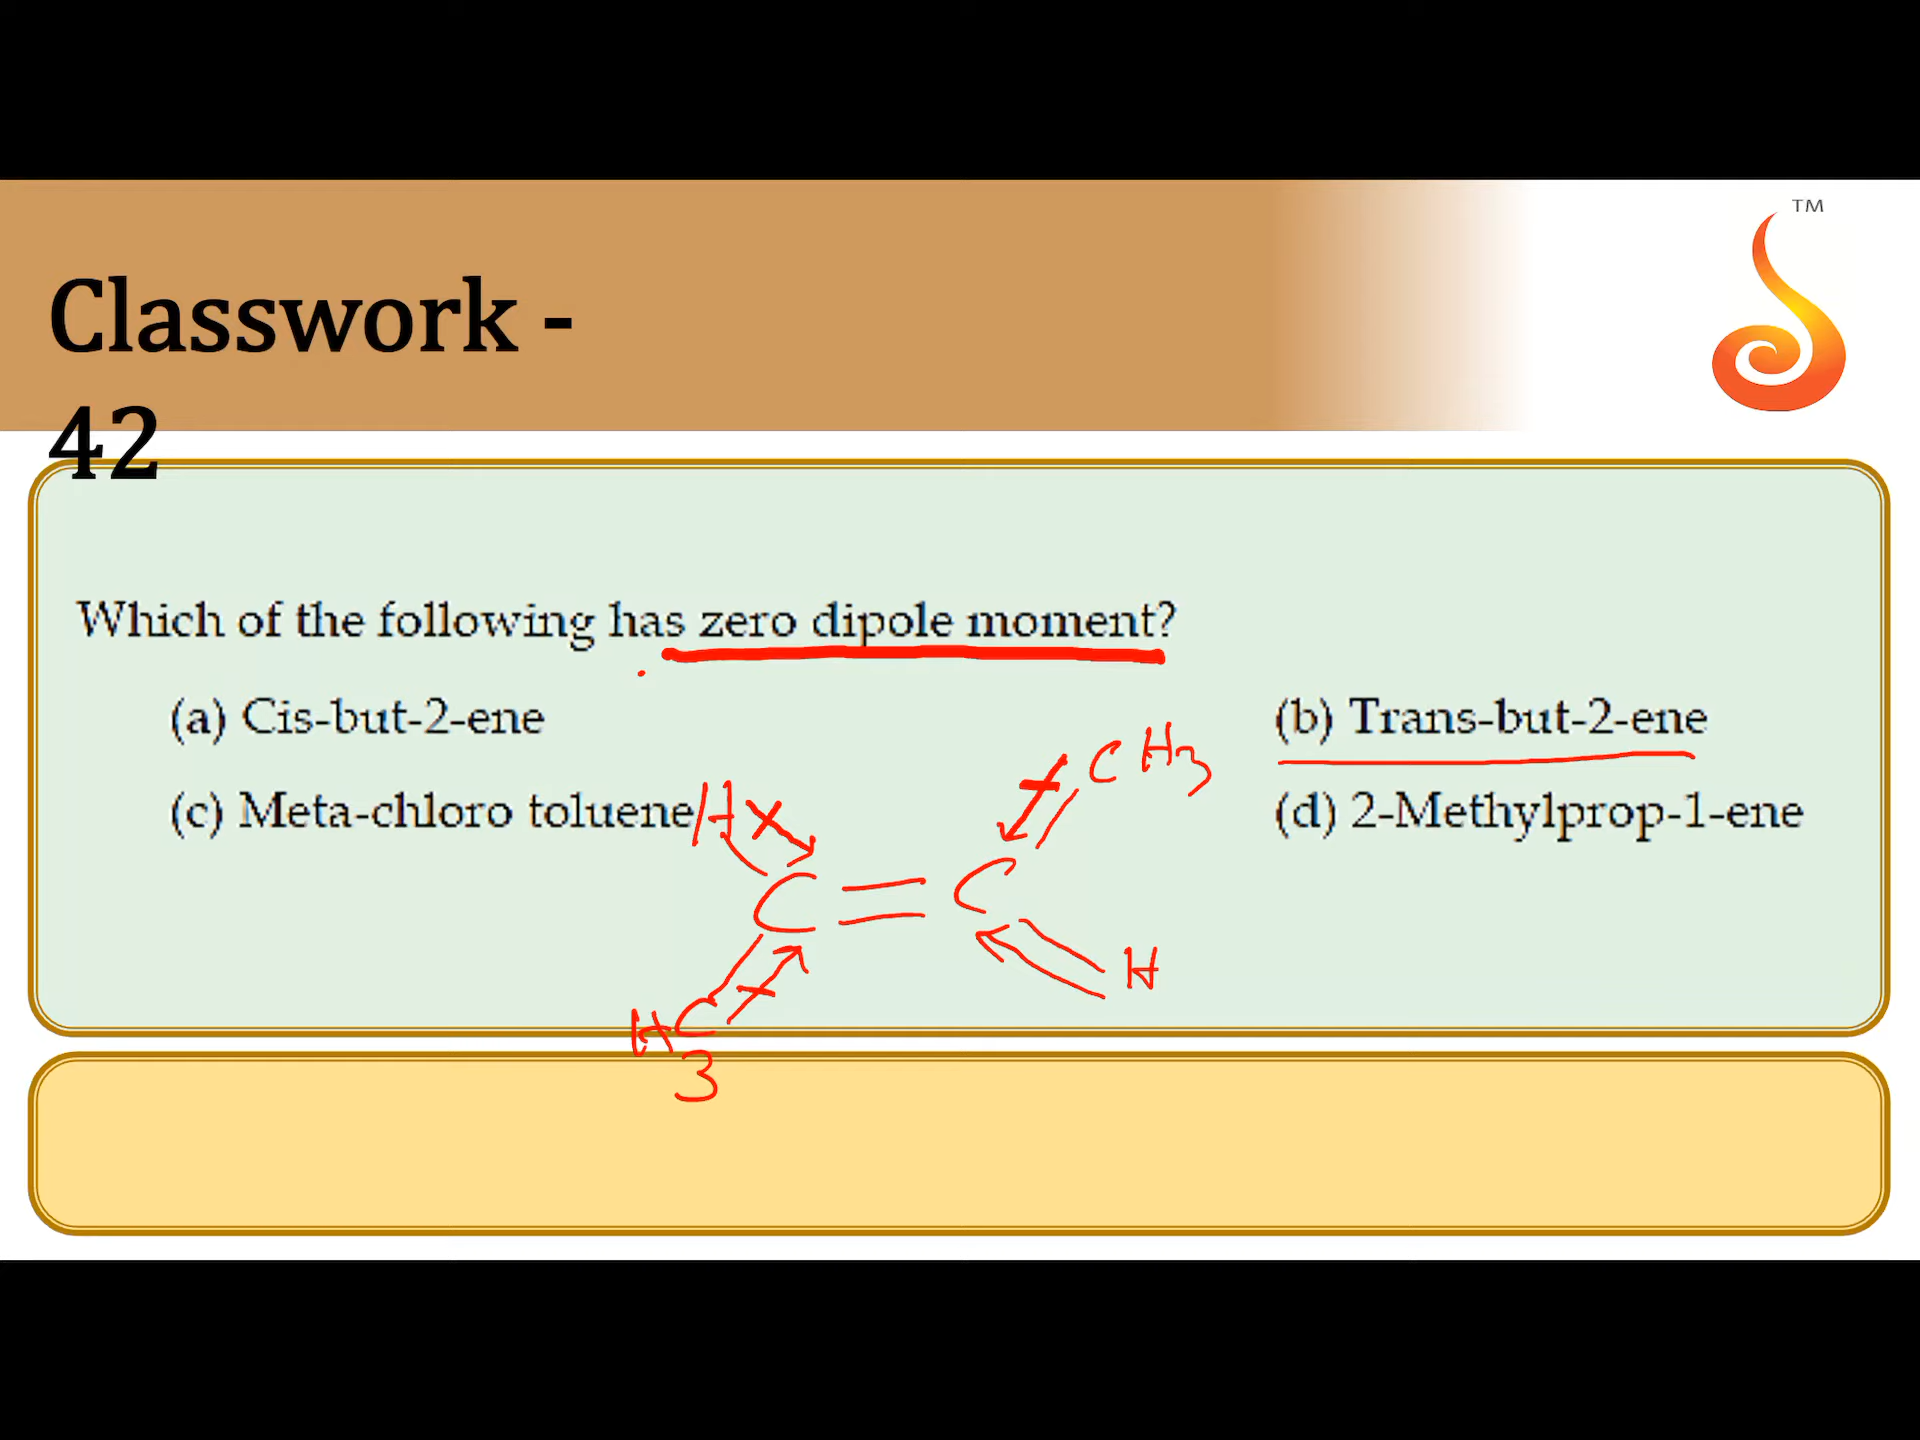 TM
Classwork -
42
Which of the following has zero dipole moment?
(a) Cis-but-2-ene
(b) Trans-but-2-ene
(c) Meta-chloro toluene
(d) 2-Methylprop-1-ene
H CH3
C = C
H3C H